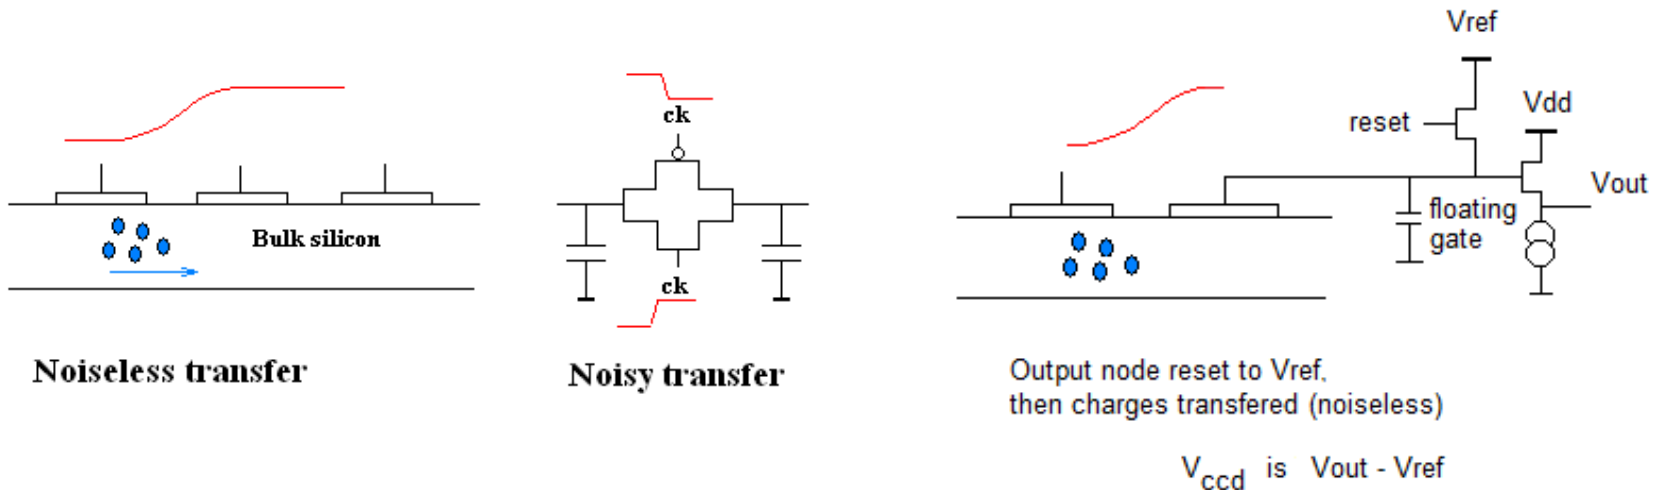 Bulk silicon
Noiseless transfer
ck
ck
Noisy transfer
Vref
reset
Vdd
Vout
floating
gate
Output node reset to Vref,
then charges transfered (noiseless)
Vccd is Vout - Vref